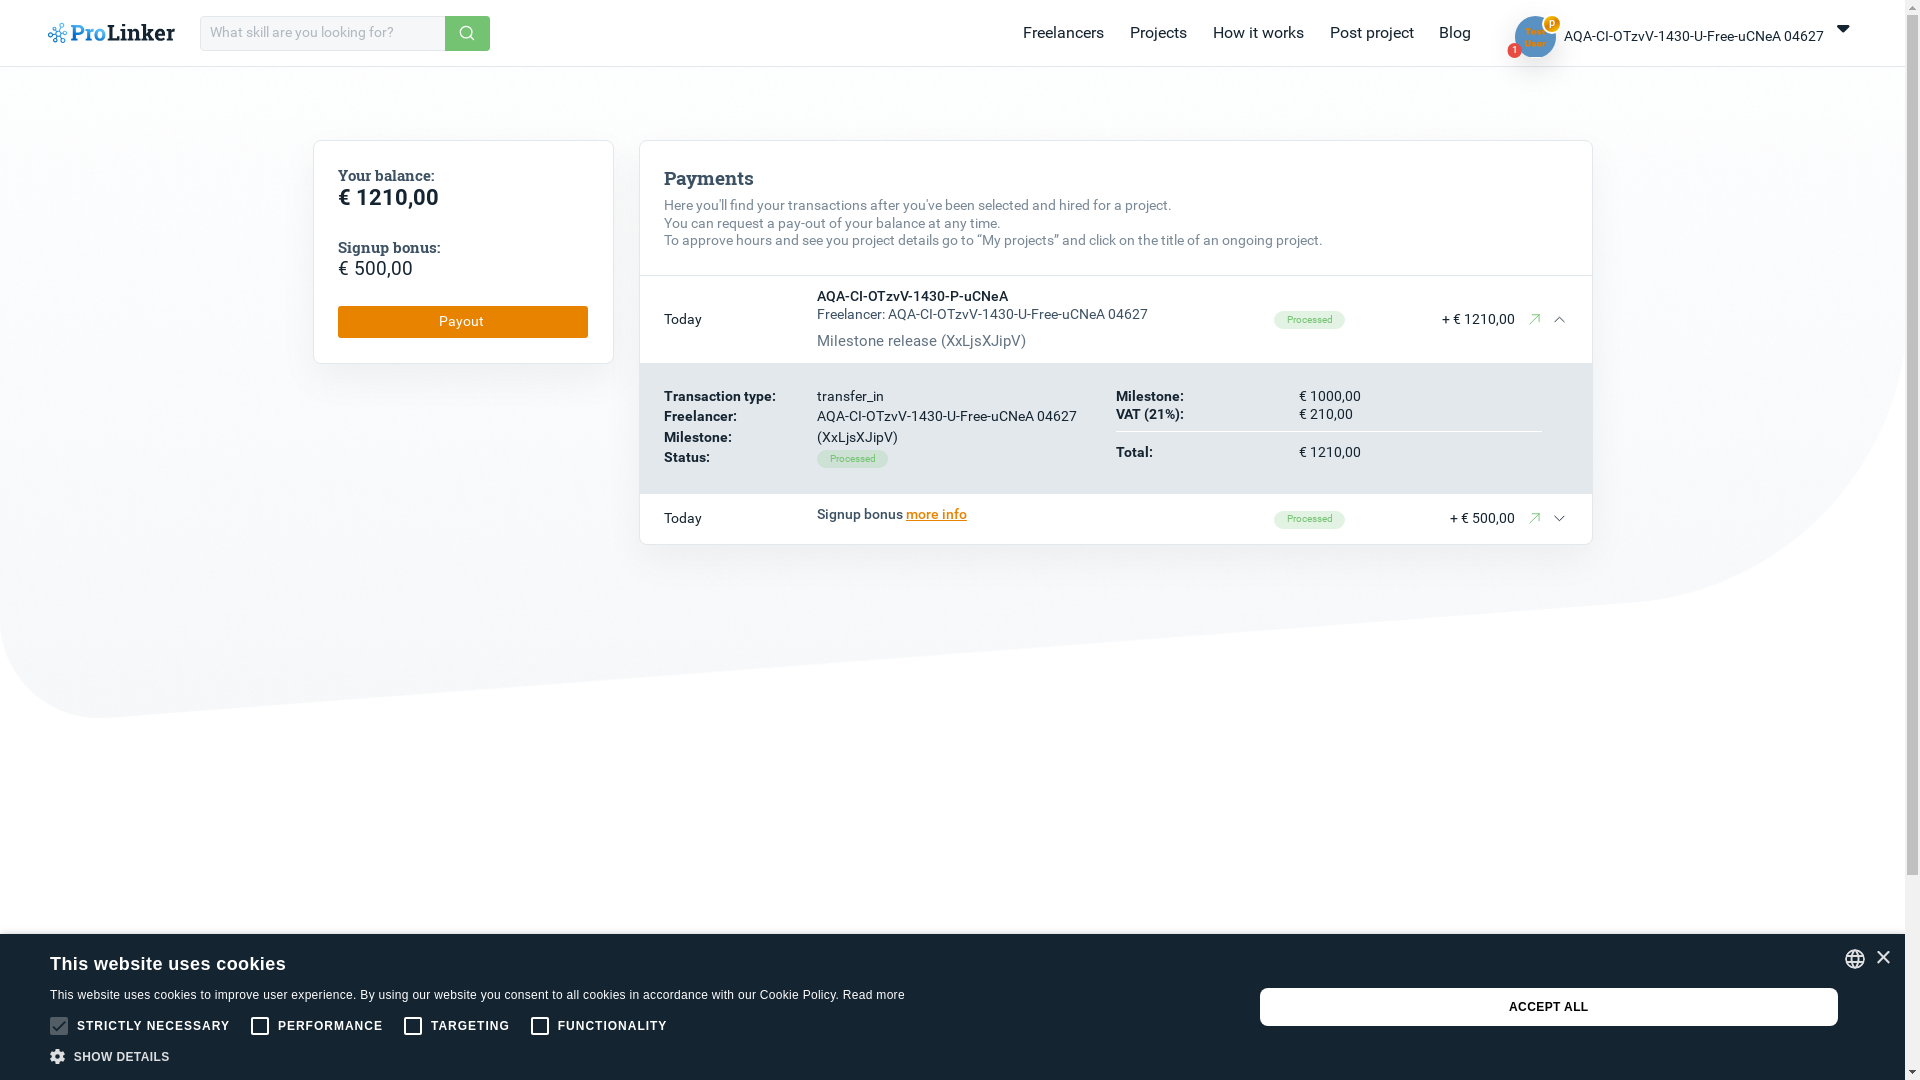 ProLinker
What skill are you looking for?
Freelancers
Projects
How it works
Post project
Blog
p
1
AQA-CI-OTzvV-1430-U-Free-uCNeA 04627
Your balance:
€ 1210,00
Signup bonus:
€ 500,00
Payout
Payments
Here you'll find your transactions after you've been selected and hired for a project.
You can request a pay-out of your balance at any time.
To approve hours and see you project details go to “My projects” and click on the title of an ongoing project.
Today
AQA-CI-OTzvV-1430-P-uCNeA
Freelancer: AQA-CI-OTzvV-1430-U-Free-uCNeA 04627
Milestone release (XxLjsXJipV)
Processed
+ € 1210,00
Transaction type: transfer_in
Freelancer: AQA-CI-OTzvV-1430-U-Free-uCNeA 04627
Milestone: (XxLjsXJipV)
Status: Processed
Milestone: € 1000,00
VAT (21%): € 210,00
Total: € 1210,00
Today
Signup bonus more info
Processed
+ € 500,00
This website uses cookies
This website uses cookies to improve user experience. By using our website you consent to all cookies in accordance with our Cookie Policy. Read more
STRICTLY NECESSARY
PERFORMANCE
TARGETING
FUNCTIONALITY
SHOW DETAILS
ACCEPT ALL